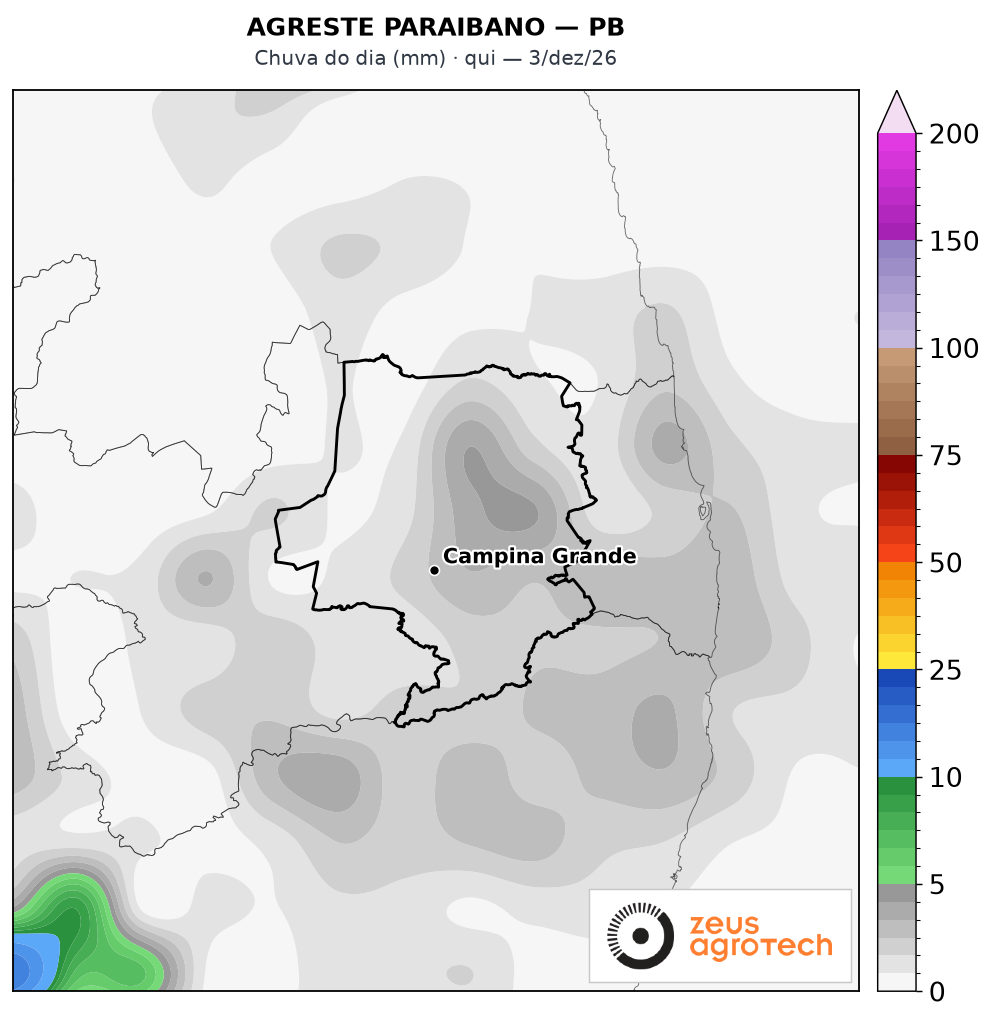 AGRESTE PARAIBANO — PB
Chuva do dia (mm) · qui — 3/dez/26
200
150
100
75
50
25
10
5
0
Campina Grande
zeus
agrotech